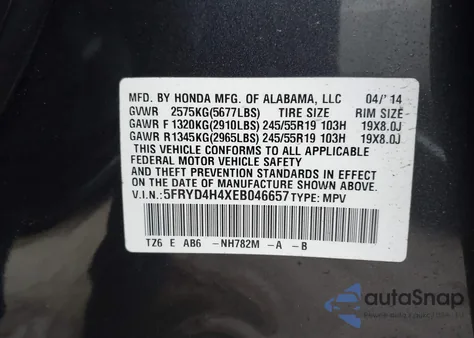 MFD. BY HONDA MFG. OF ALABAMA, LLC 04/'14
GVWR 2575KG(5677LBS) TIRE SIZE RIM SIZE
GAWR F 1320KG(2910LBS) 245/55R19 103H 19X8.0J
GAWR R 1345KG(2965LBS) 245/55R19 103H 19X8.0J
THIS VEHICLE CONFORMS TO ALL APPLICABLE
FEDERAL MOTOR VEHICLE SAFETY
AND THEFT PREVENTION STANDARDS IN EFFECT ON
THE DATE OF MANUFACTURE SHOWN ABOVE.
V.I.N.: 5FRYD4H4XEB046657 TYPE: MPV
TZ6 E AB6 -NH782M -A -B
autoSnap